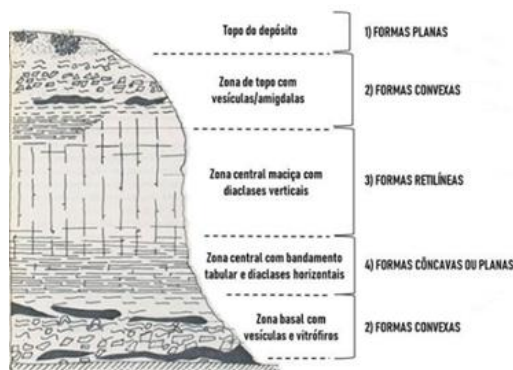 Topo do depósito
1) FORMAS PLANAS
Zona de topo com
vesículas/amigdalas
2) FORMAS CONVEXAS
Zona central maciça com
diaclases verticais
3) FORMAS RETILÍNEAS
Zona central com bandamento
tabular e diaclases horizontais
4) FORMAS CÔNCAVAS OU PLANAS
Zona basal com
vesículas e vitrófiros
2) FORMAS CONVEXAS